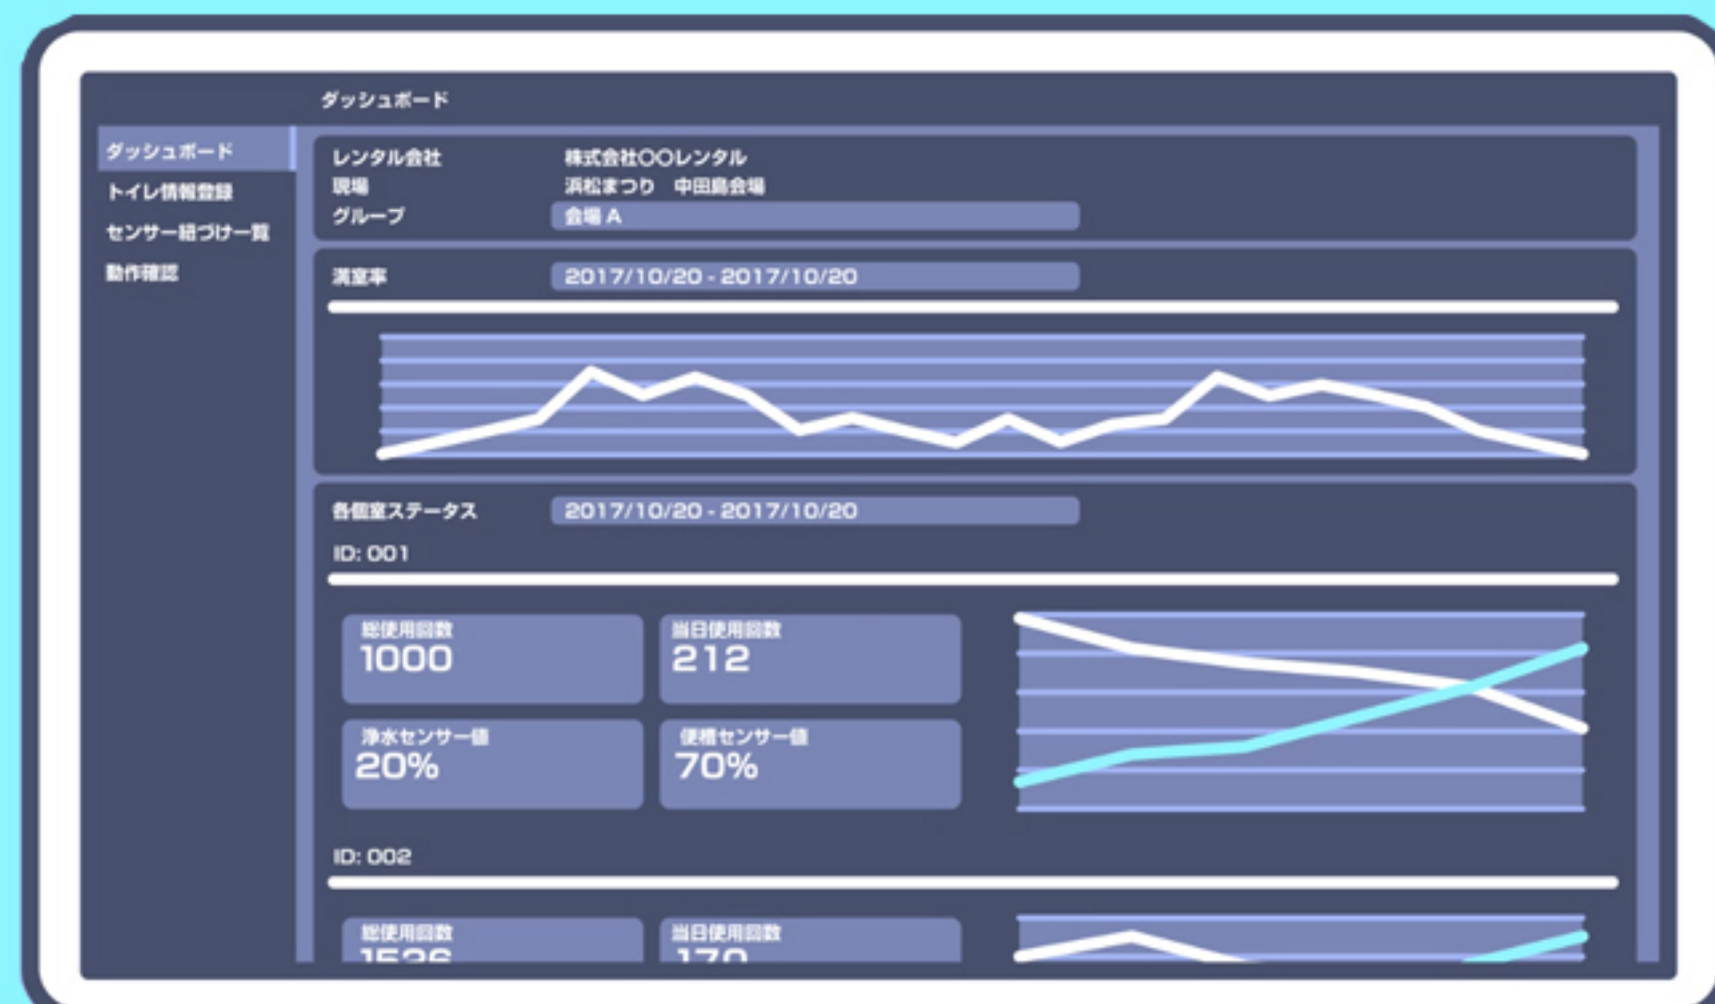 ダッシュボード
ダッシュボード
トイレ情報登録
センサー紐づけ一覧
動作確認
レンタル会社 株式会社〇〇レンタル
現場 浜松まつり 中田島会場
グループ 会場 A
満室率 2017/10/20 - 2017/10/20
各個室ステータス 2017/10/20 - 2017/10/20
ID: 001
総使用回数 当日使用回数
1000 212
浄水センサー値 便槽センサー値
20% 70%
ID: 002
総使用回数 当日使用回数
1526 170